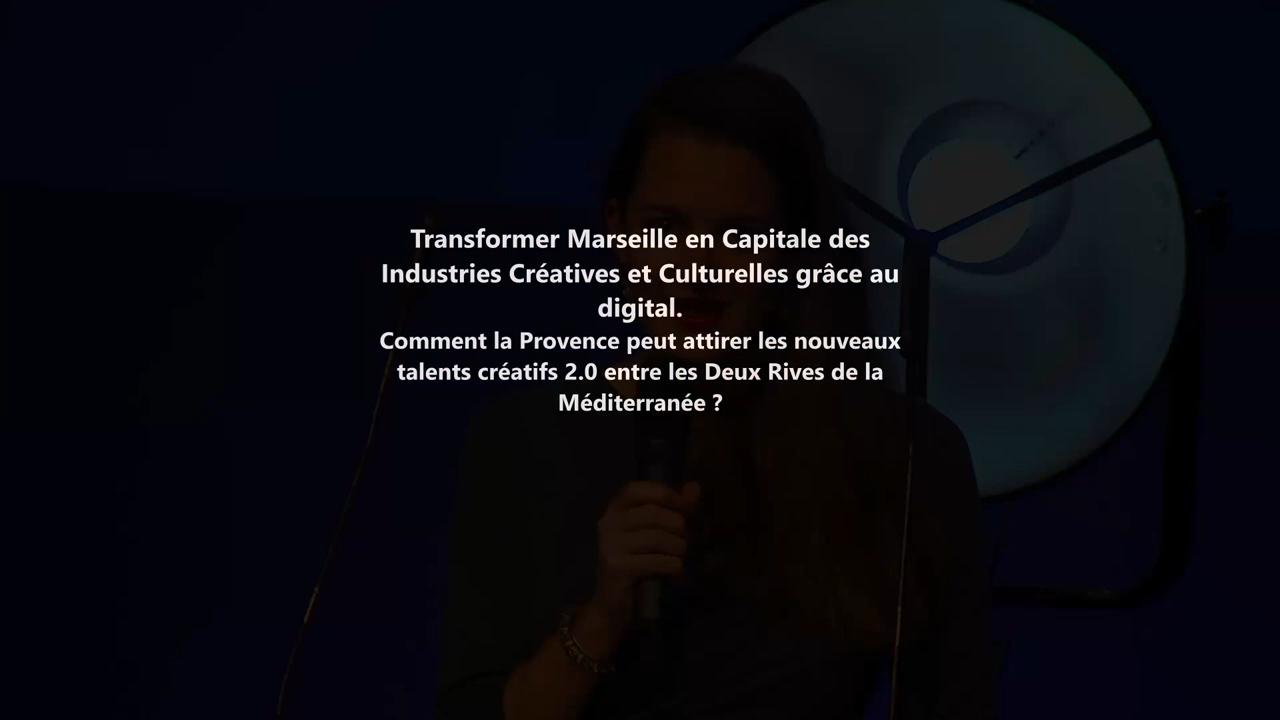 Transformer Marseille en Capitale des
Industries Créatives et Culturelles grâce au
digital.
Comment la Provence peut attirer les nouveaux
talents créatifs 2.0 entre les Deux Rives de la
Méditerranée ?